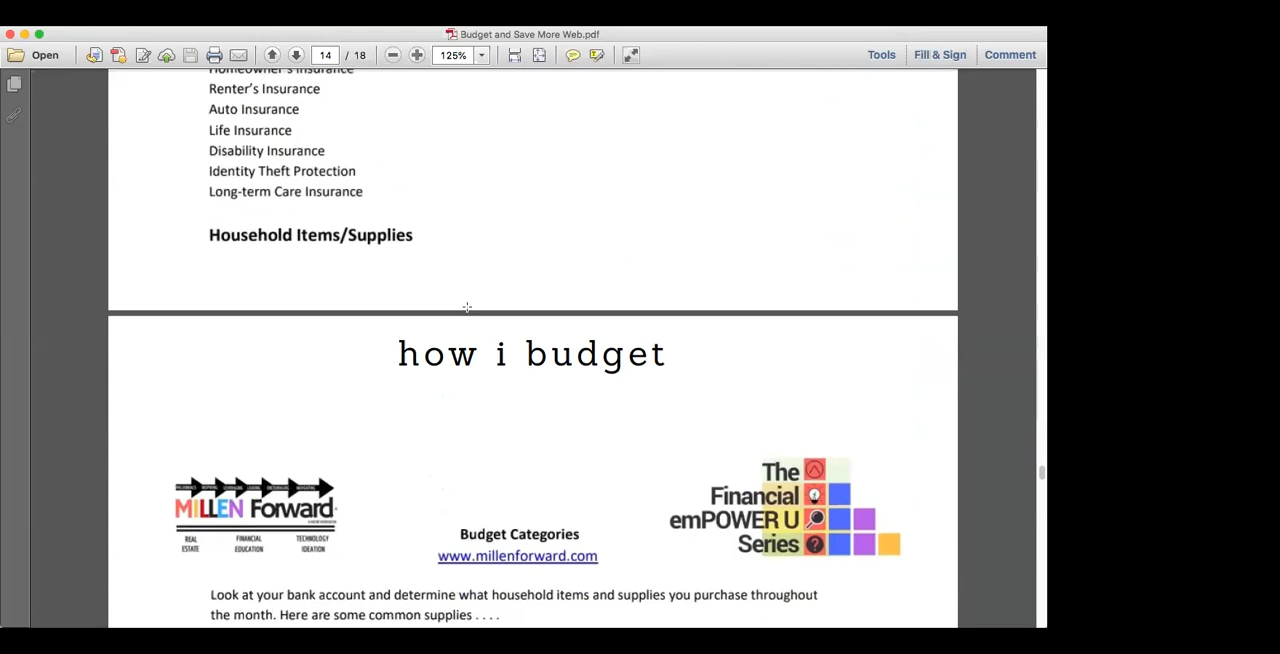 Budget and Save More Web.pdf
Open
14 / 18
125%
Tools
Fill & Sign
Comment
Homeowner's Insurance
Renter's Insurance
Auto Insurance
Life Insurance
Disability Insurance
Identity Theft Protection
Long-term Care Insurance
Household Items/Supplies
how i budget
MILLEN Forward
REAL ESTATE
FINANCIAL EDUCATION
TECHNOLOGY IDEATION
The
Financial
emPOWER U
Series
Budget Categories
www.millenforward.com
Look at your bank account and determine what household items and supplies you purchase throughout
the month. Here are some common supplies . . . .